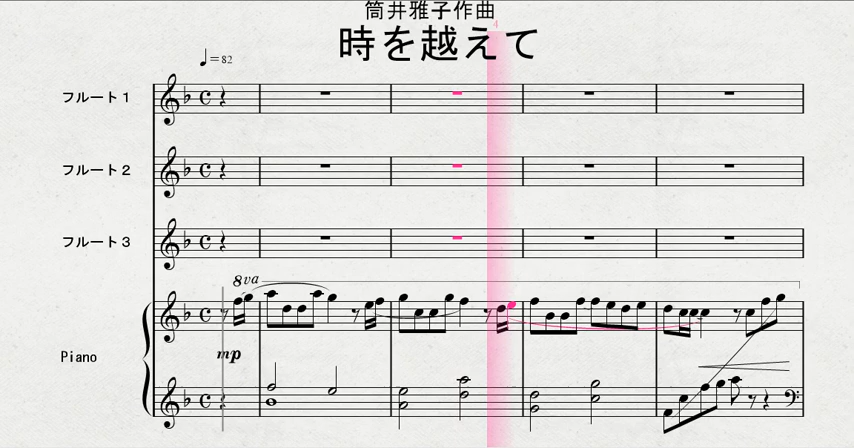 筒井雅子作曲
4
時を越えて
♩=82
フルート1
フルート2
フルート3
8va
mp
Piano